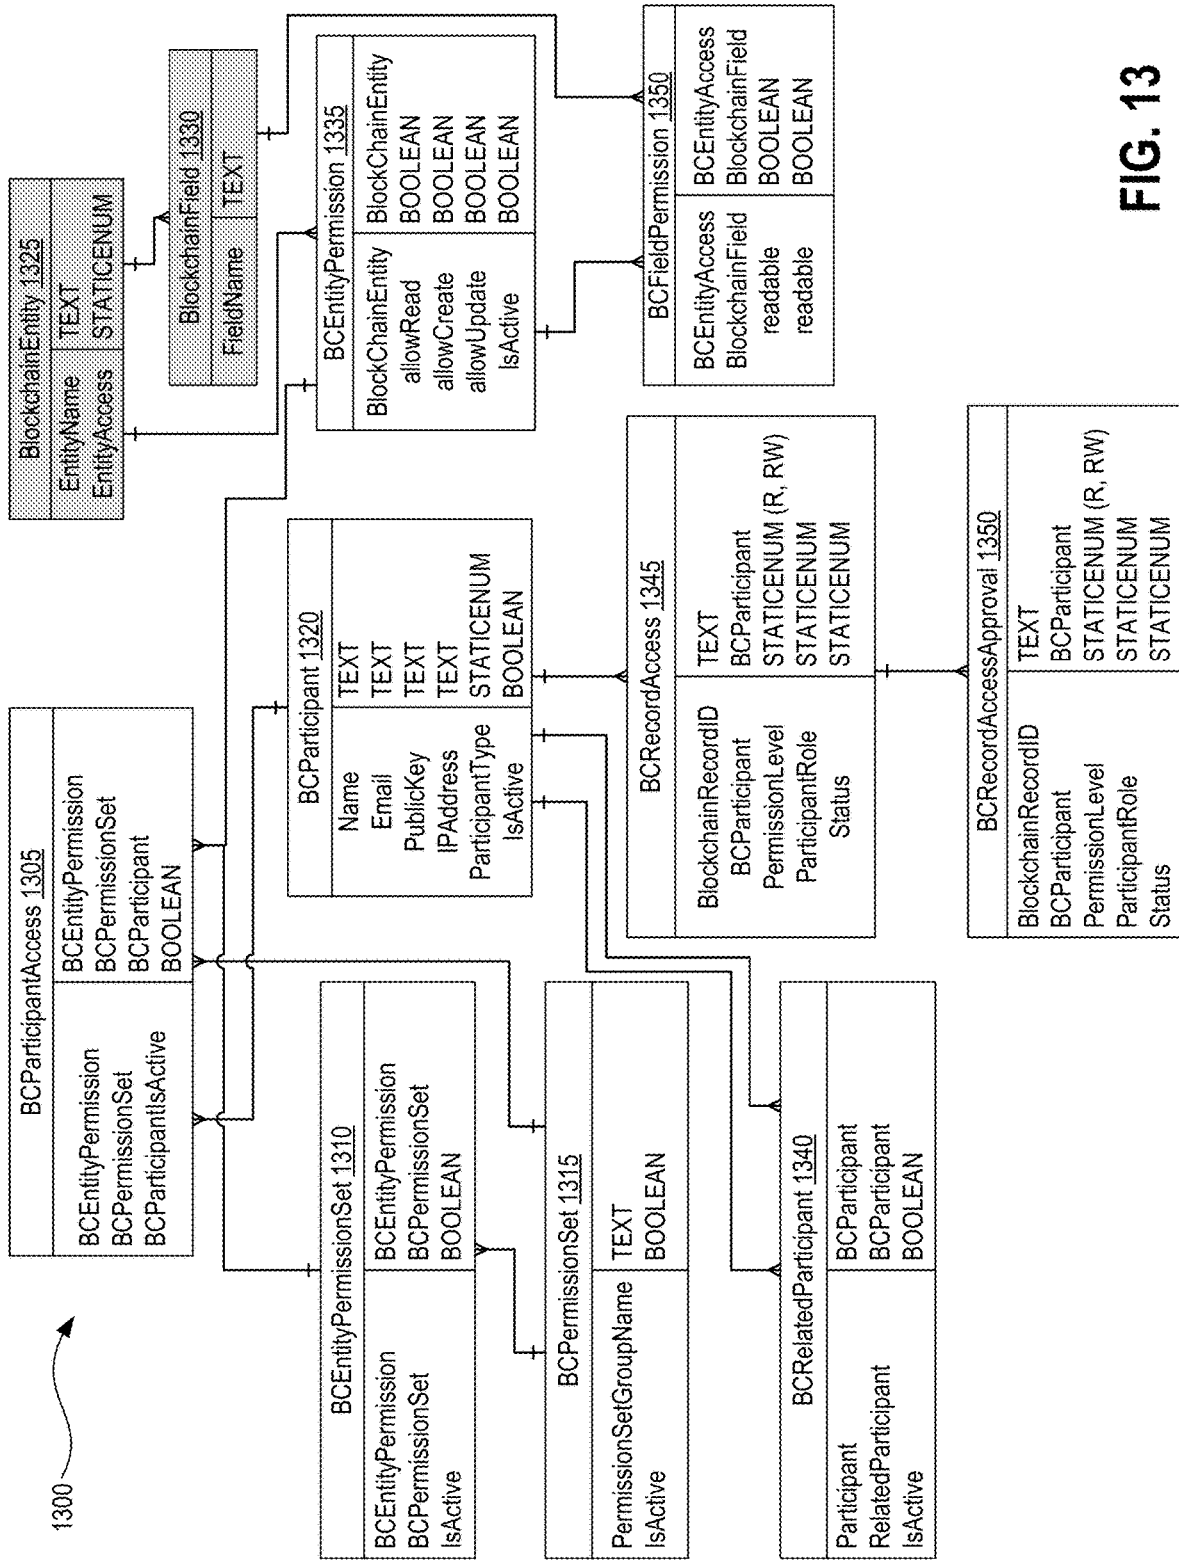 1300
BCParticipantAccess 1305
BCEntityPermission
BCPermissionSet
BCParticipantIsActive
BCEntityPermission
BCPermissionSet
BCParticipant
BOOLEAN
BlockchainEntity 1325
EntityName
EntityAccess
TEXT
STATICENUM
BlockchainField 1330
FieldName
TEXT
BCEntityPermissionSet 1310
BCEntityPermission
BCPermissionSet
IsActive
BCEntityPermission
BCPermissionSet
BOOLEAN
BCParticipant 1320
Name
Email
PublicKey
IPAddress
ParticipantType
IsActive
TEXT
TEXT
TEXT
TEXT
STATICENUM
BOOLEAN
BCEntityPermission 1335
BlockChainEntity
allowRead
allowCreate
allowUpdate
IsActive
BlockChainEntity
BOOLEAN
BOOLEAN
BOOLEAN
BOOLEAN
BCPermissionSet 1315
PermissionSetGroupName
IsActive
TEXT
BOOLEAN
BCRecordAccess 1345
BlockchainRecordID
BCParticipant
PermissionLevel
ParticipantRole
Status
TEXT
BCParticipant
STATICENUM (R, RW)
STATICENUM
STATICENUM
BCFieldPermission 1350
BCEntityAccess
BlockchainField
readable
readable
BCEntityAccess
BlockchainField
BOOLEAN
BOOLEAN
BCRelatedParticipant 1340
Participant
RelatedParticipant
IsActive
BCParticipant
BCParticipant
BOOLEAN
BCRecordAccessApproval 1350
BlockchainRecordID
BCParticipant
PermissionLevel
ParticipantRole
Status
TEXT
BCParticipant
STATICENUM (R, RW)
STATICENUM
STATICENUM
FIG. 13